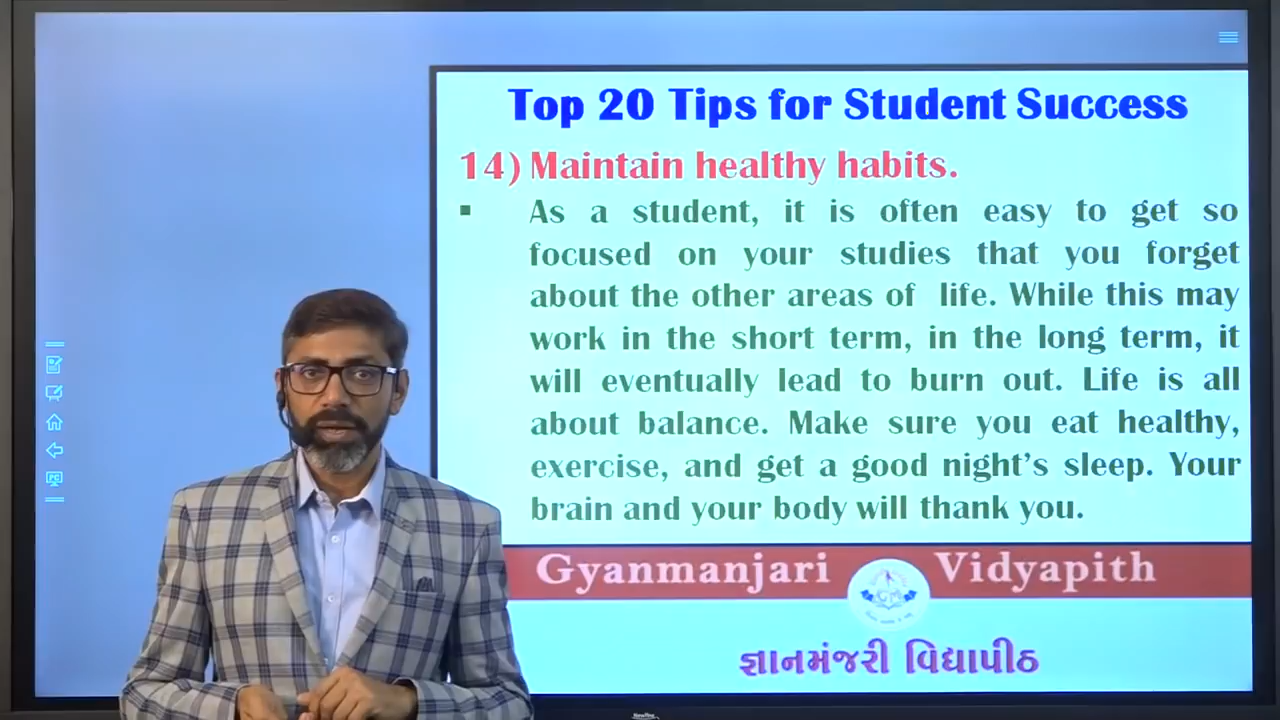 Top 20 Tips for Student Success
14) Maintain healthy habits.
▪ As a student, it is often easy to get so
focused on your studies that you forget
about the other areas of life. While this may
work in the short term, in the long term, it
will eventually lead to burn out. Life is all
about balance. Make sure you eat healthy,
exercise, and get a good night's sleep. Your
brain and your body will thank you.
Gyanmanjari Vidyapith
જ્ઞાનમંજરી વિદ્યાપીઠ